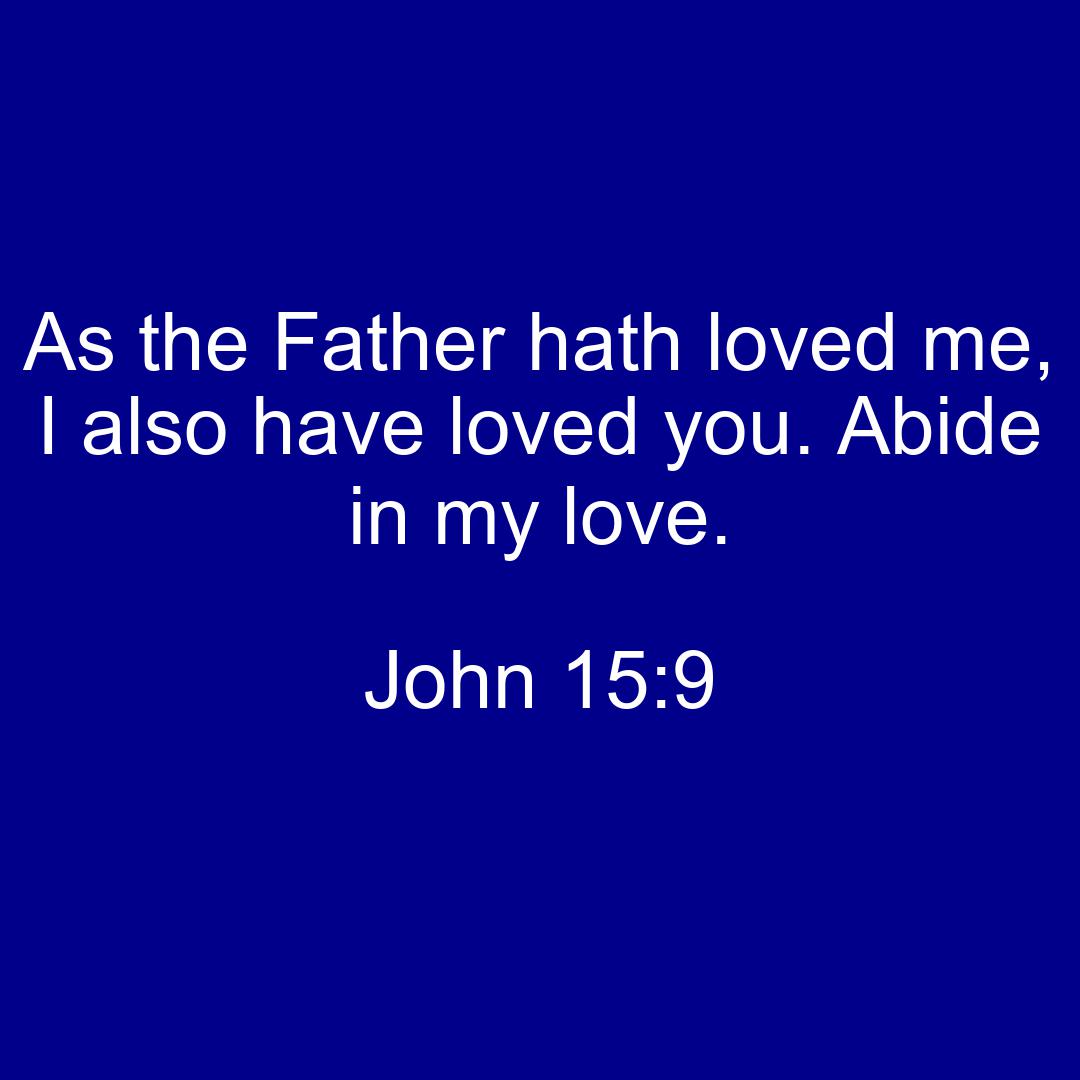 As the Father hath loved me,
I also have loved you. Abide
in my love.
John 15:9